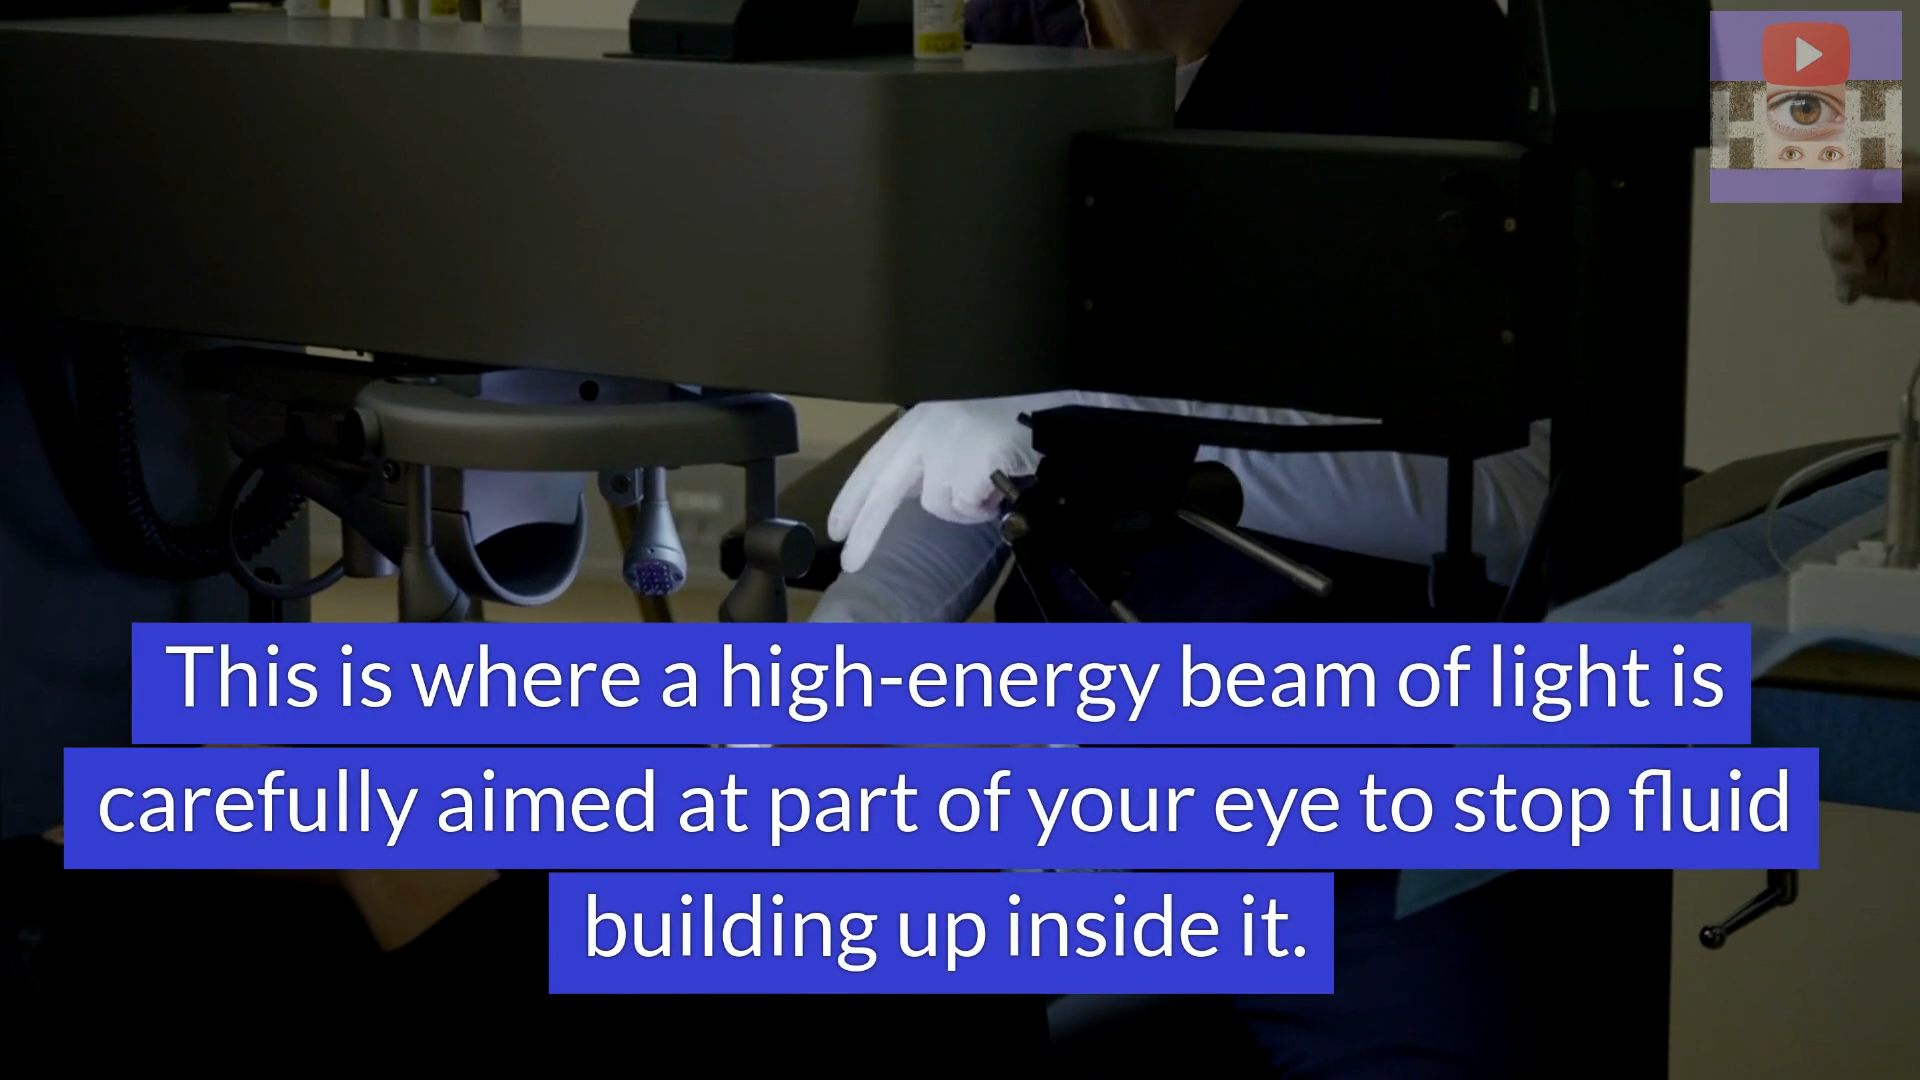 This is where a high-energy beam of light is
carefully aimed at part of your eye to stop fluid
building up inside it.